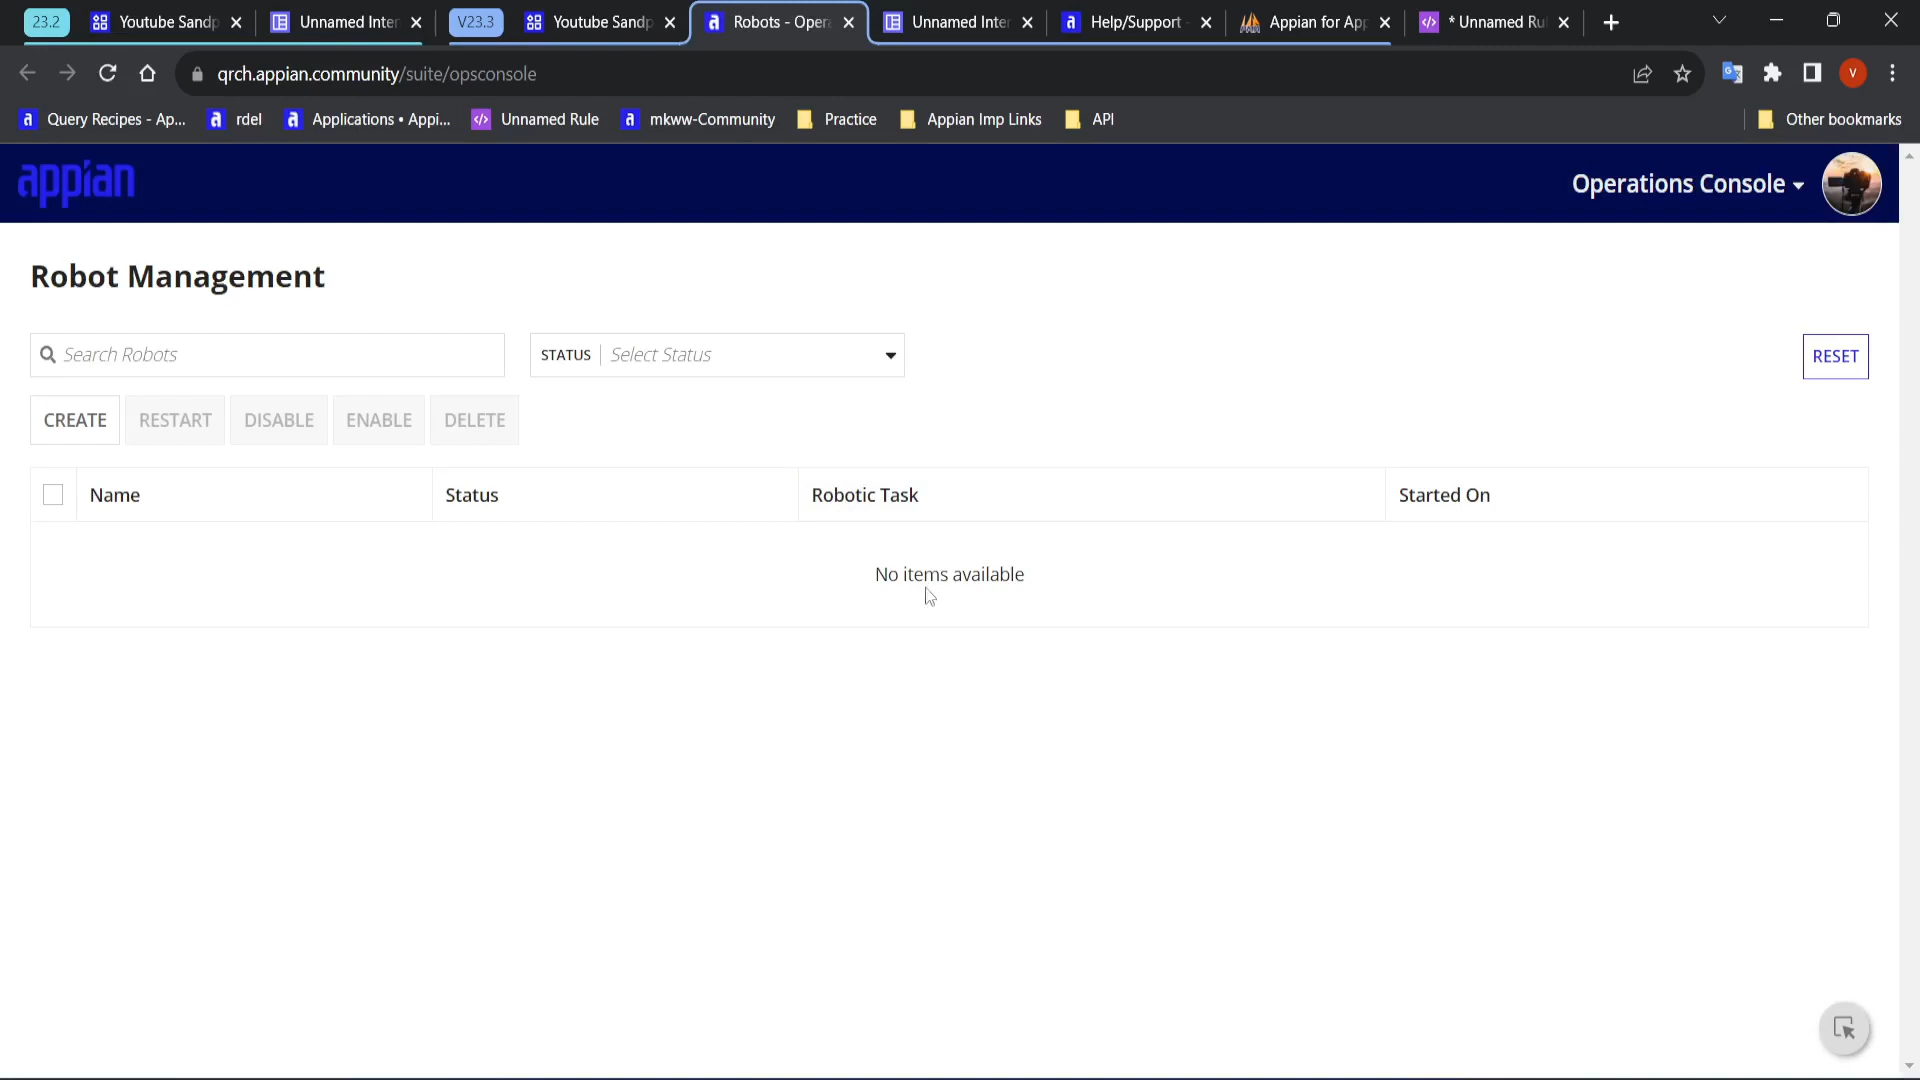 23.2 Youtube Sandp Unnamed Inter V23.3 Youtube Sandp Robots - Opera Unnamed Inter Help/Support - Appian for App * Unnamed Rul
qrch.appian.community/suite/opsconsole V
Query Recipes - Ap... rdel Applications • Appi... Unnamed Rule mkww-Community Practice Appian Imp Links API Other bookmarks
appian Operations Console
Robot Management
Search Robots STATUS Select Status RESET
CREATE RESTART DISABLE ENABLE DELETE
Name Status Robotic Task Started On
No items available